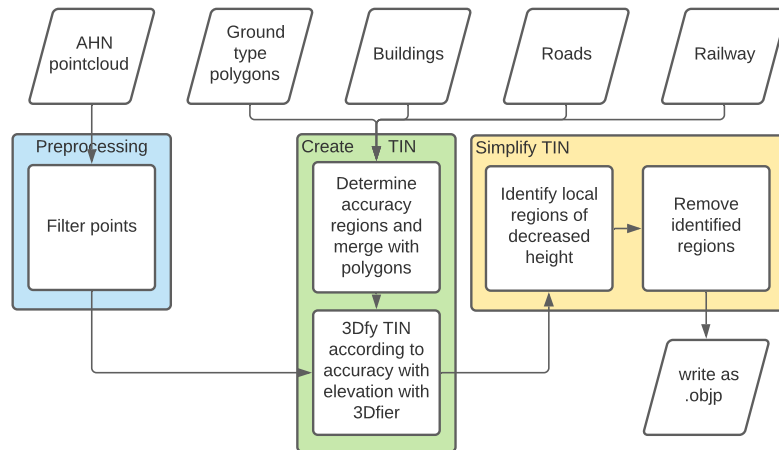 AHN
pointcloud
Ground
type
polygons
Buildings
Roads
Railway
Preprocessing
Filter points
Create TIN
Determine
accuracy
regions and
merge with
polygons
3Dfy TIN
according to
accuracy with
elevation with
3Dfier
Simplify TIN
Identify local
regions of
decreased
height
Remove
identified
regions
write as
.objp